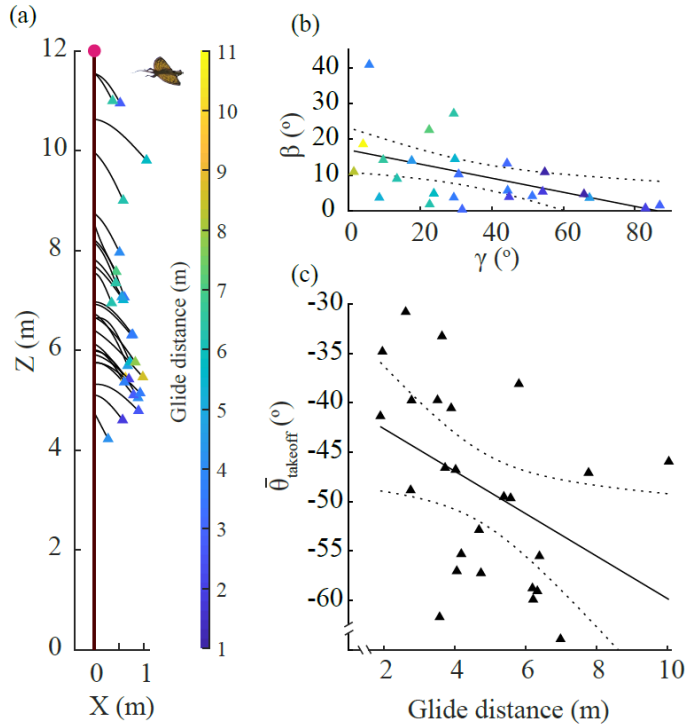 (a)
12
10
8
6
4
2
0
Z (m)
0 1
X (m)
11
10
9
8
7
6
5
4
3
2
1
Glide distance (m)
(b)
40
30
20
10
0
β (º)
0 20 40 60 80
γ (º)
(c)
-30
-35
-40
-45
-50
-55
-60
θ̄takeoff(º)
2 4 6 8 10
Glide distance (m)